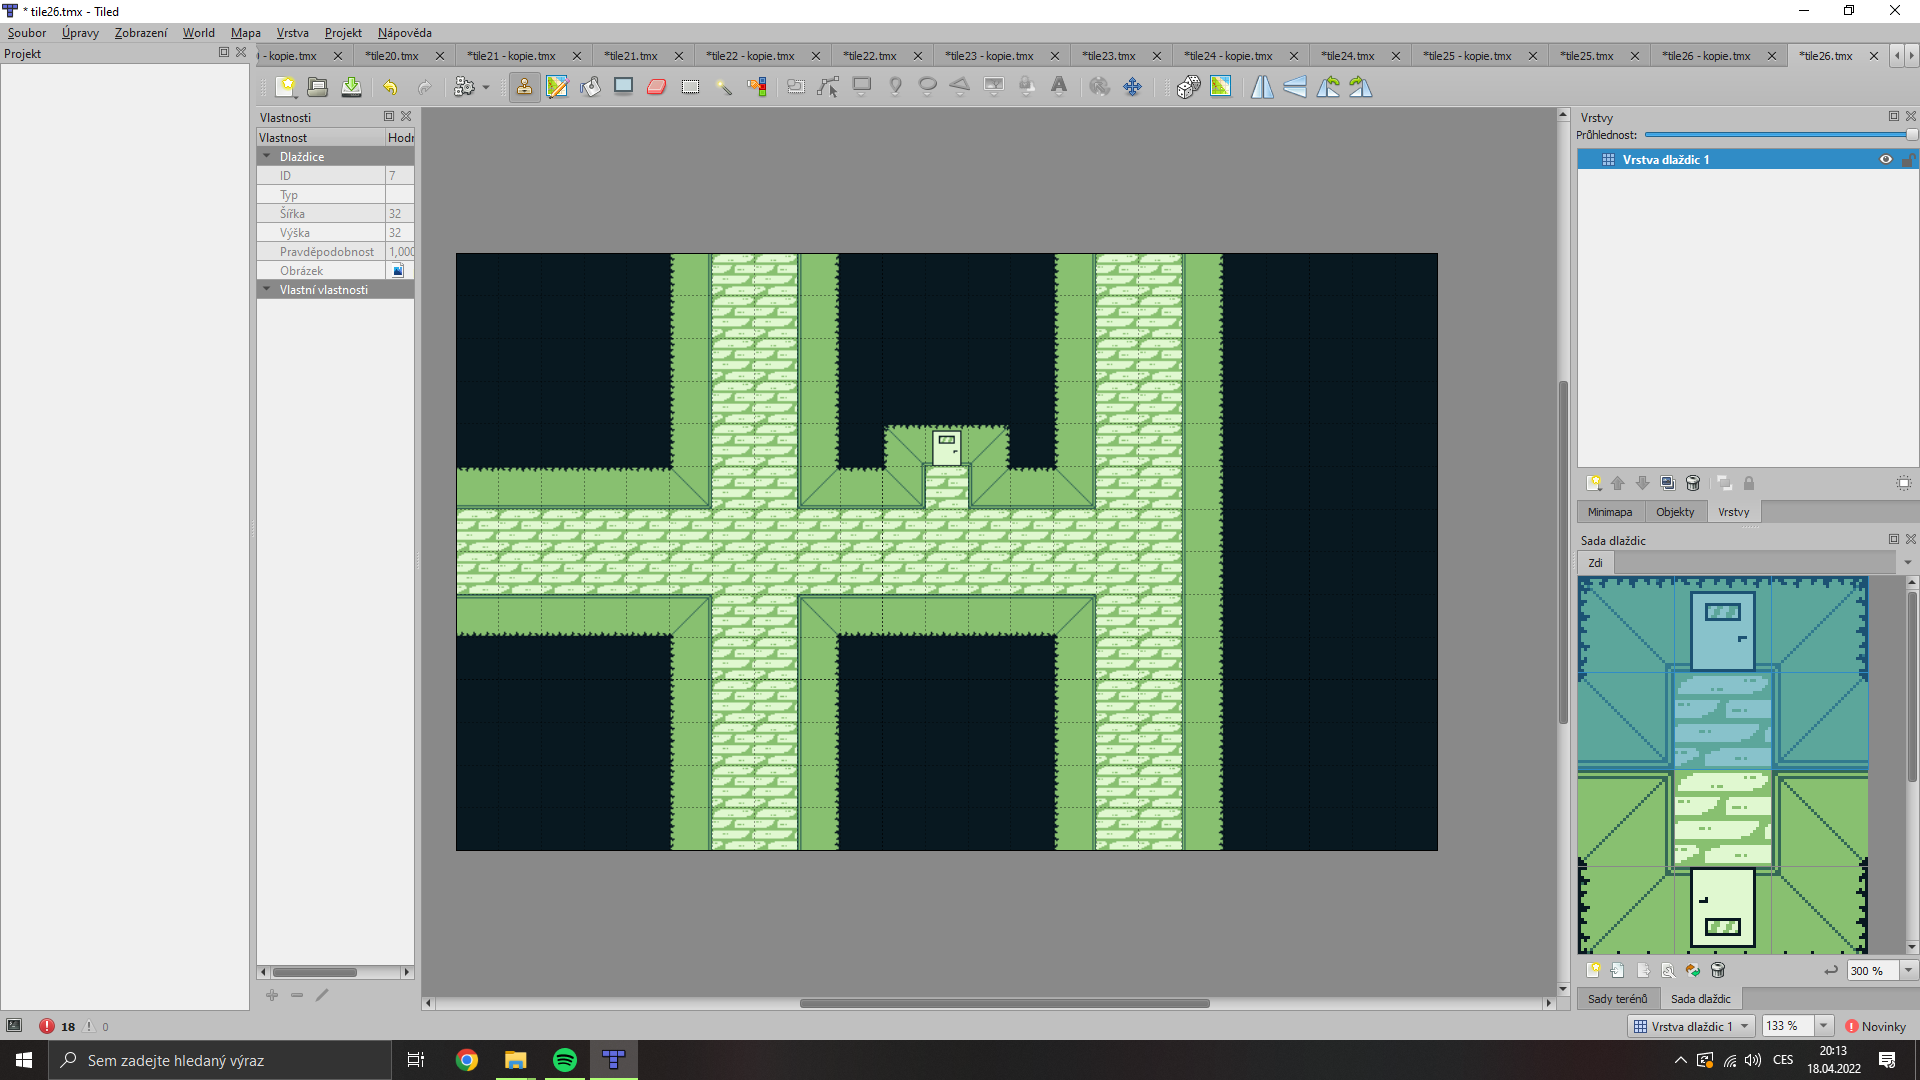 * tile26.tmx - Tiled
Soubor Úpravy Zobrazení World Mapa Vrstva Projekt Nápověda
Projekt
- kopie.tmx *tile20.tmx *tile21 - kopie.tmx *tile21.tmx *tile22 - kopie.tmx *tile22.tmx *tile23 - kopie.tmx *tile23.tmx *tile24 - kopie.tmx *tile24.tmx *tile25 - kopie.tmx *tile25.tmx *tile26 - kopie.tmx *tile26.tmx
Vlastnosti
Vlastnost Hodr
Dlaždice
ID 7
Typ
Šířka 32
Výška 32
Pravděpodobnost 1,000
Obrázek
Vlastní vlastnosti
Vrstvy
Průhlednost:
Vrstva dlaždic 1
Minimapa Objekty Vrstvy
Sada dlaždic
Zdi
300 %
Sady terénů Sada dlaždic
18 0
Vrstva dlaždic 1 133 % Novinky
Sem zadejte hledaný výraz
CES
20:13
18.04.2022